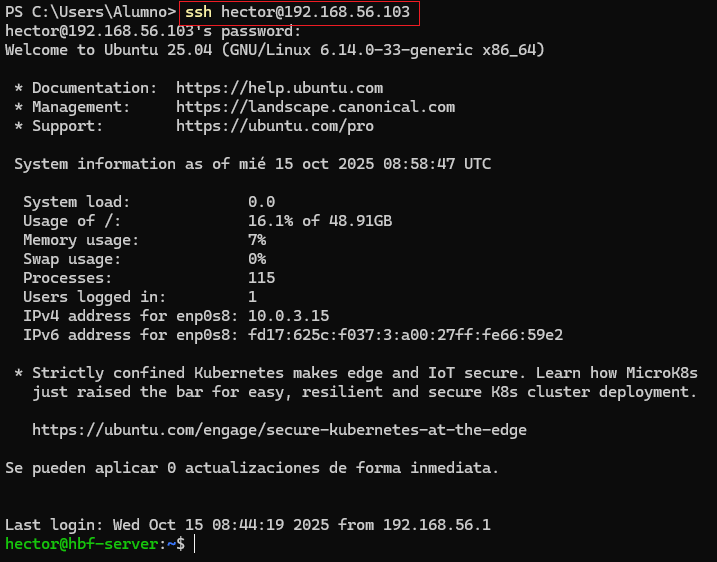 PS C:\Users\Alumno> ssh hector@192.168.56.103
hector@192.168.56.103's password:
Welcome to Ubuntu 25.04 (GNU/Linux 6.14.0-33-generic x86_64)
* Documentation:  https://help.ubuntu.com
* Management:     https://landscape.canonical.com
* Support:        https://ubuntu.com/pro
System information as of mié 15 oct 2025 08:58:47 UTC
System load:             0.0
Usage of /:              16.1% of 48.91GB
Memory usage:            7%
Swap usage:              0%
Processes:               115
Users logged in:         1
IPv4 address for enp0s8: 10.0.3.15
IPv6 address for enp0s8: fd17:625c:f037:3:a00:27ff:fe66:59e2
* Strictly confined Kubernetes makes edge and IoT secure. Learn how MicroK8s
just raised the bar for easy, resilient and secure K8s cluster deployment.
https://ubuntu.com/engage/secure-kubernetes-at-the-edge
Se pueden aplicar 0 actualizaciones de forma inmediata.
Last login: Wed Oct 15 08:44:19 2025 from 192.168.56.1
hector@hbf-server:~$